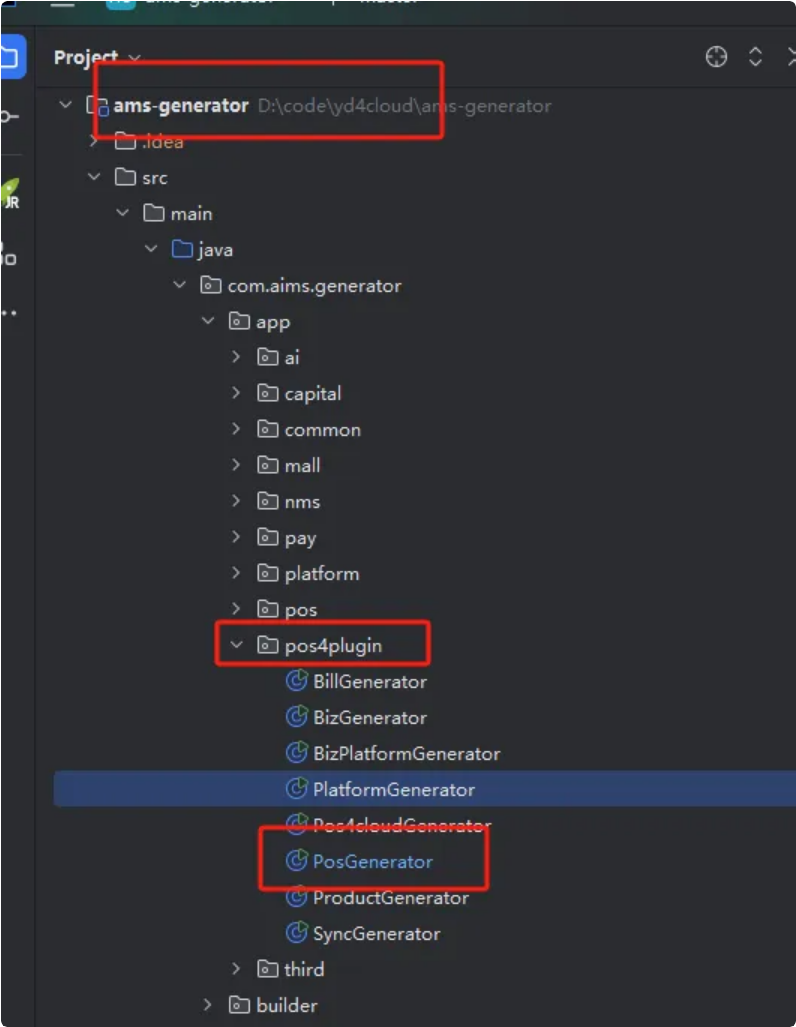 Project
ams-generator D:\code\yd4cloud\ams-generator
.idea
src
main
java
com.aims.generator
app
ai
capital
common
mall
nms
pay
platform
pos
pos4plugin
BillGenerator
BizGenerator
BizPlatformGenerator
PlatformGenerator
Pos4cloudGenerator
PosGenerator
ProductGenerator
SyncGenerator
third
builder